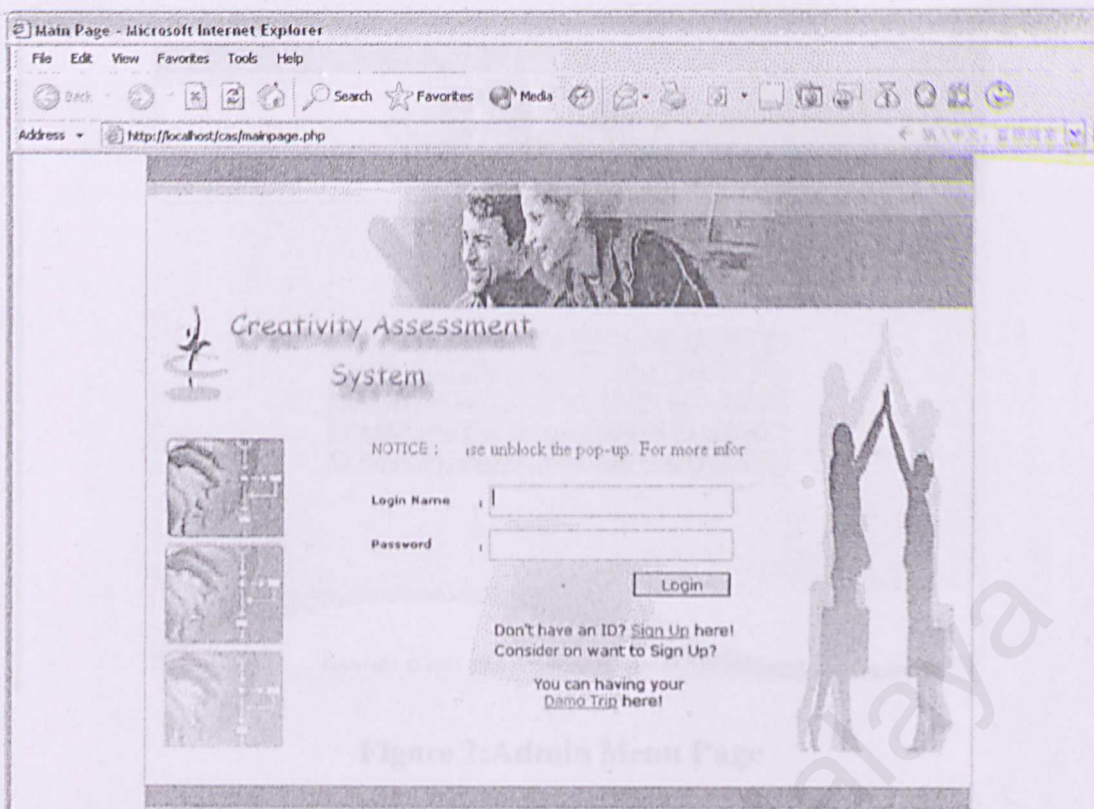 Main Page - Microsoft Internet Explorer
File Edit View Favorites Tools Help
Back Search Favorites Media
Address http://localhost/cas/mainpage.php
Creativity Assessment
System
NOTICE : use unblock the pop-up. For more infor
Login Name :
Password :
Login
Don't have an ID? Sign Up here!
Consider on want to Sign Up?
You can having your
Damo Trip here!
Figure 2:Admin Menu Page
alaya